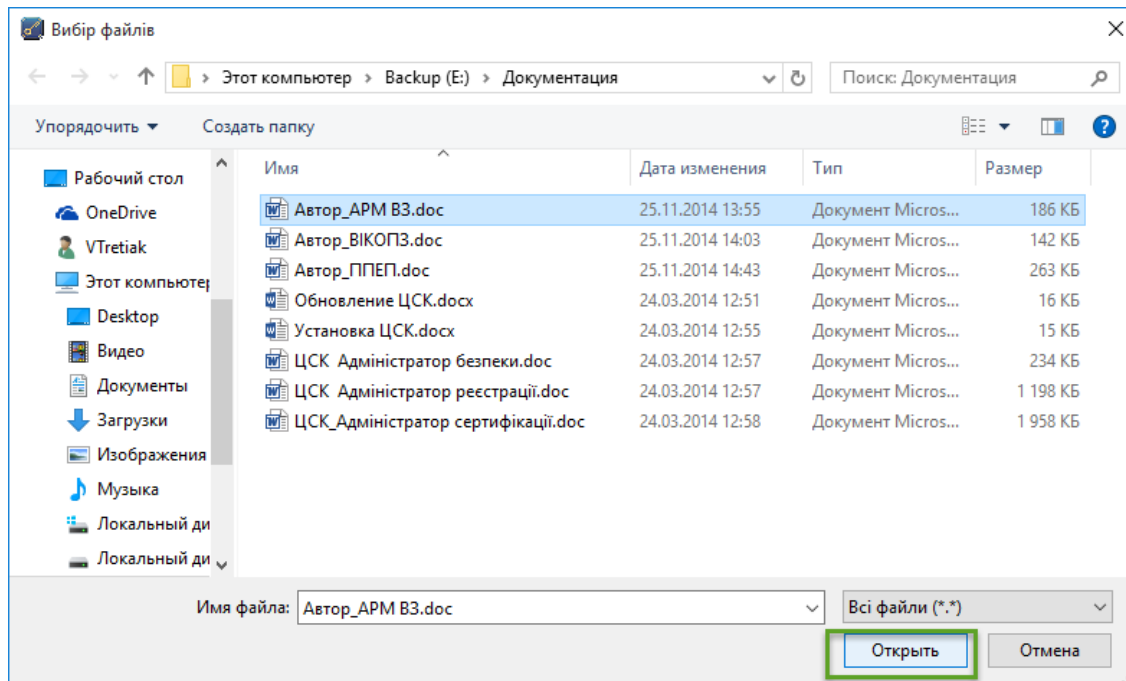 Вибір файлів
Этот компьютер > Backup (E:) > Документация
Поиск: Документация
Упорядочить
Создать папку
Рабочий стол
OneDrive
VTretiak
Этот компьютер
Desktop
Видео
Документы
Загрузки
Изображения
Музыка
Локальный ди
Локальный ди
Имя Дата изменения Тип Размер
Автор_АРМ ВЗ.doc 25.11.2014 13:55 Документ Micros... 186 КБ
Автор_ВІКОПЗ.doc 25.11.2014 14:03 Документ Micros... 142 КБ
Автор_ППЕП.doc 25.11.2014 14:43 Документ Micros... 263 КБ
Обновление ЦСК.docx 24.03.2014 12:51 Документ Micros... 16 КБ
Установка ЦСК.docx 24.03.2014 12:55 Документ Micros... 15 КБ
ЦСК Адміністратор безпеки.doc 24.03.2014 12:57 Документ Micros... 234 КБ
ЦСК Адміністратор реєстрації.doc 24.03.2014 12:57 Документ Micros... 1 198 КБ
ЦСК_Адміністратор сертифікації.doc 24.03.2014 12:58 Документ Micros... 1 958 КБ
Имя файла: Автор_АРМ ВЗ.doc
Всі файли (*.*)
Открыть
Отмена